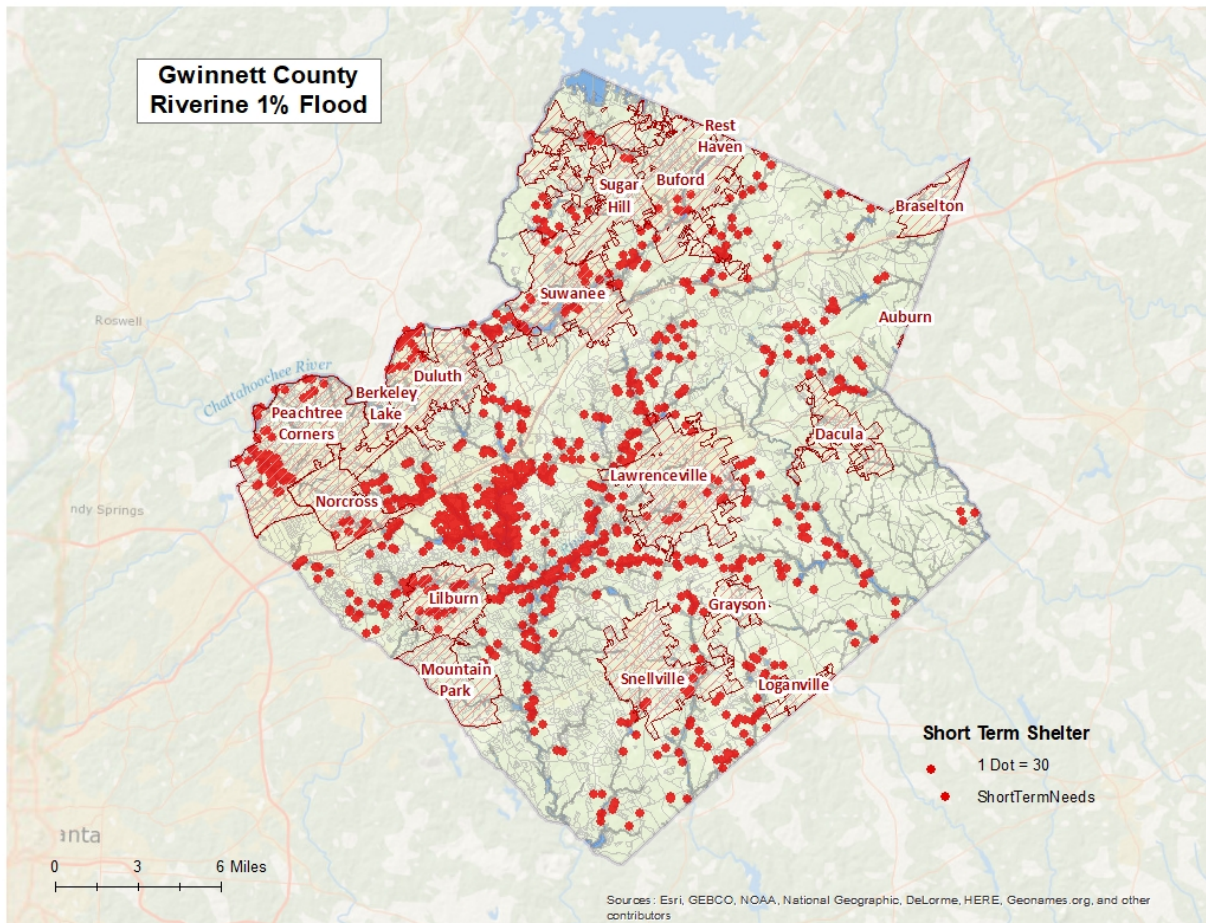 Gwinnett County
Riverine 1% Flood
Rest
Haven
Sugar
Hill
Buford
Braselton
Suwanee
Auburn
Roswell
Chattahoochee River
Duluth
Berkeley
Lake
Peachtree
Corners
Dacula
Lawrenceville
Norcross
ndy Springs
Lilburn
Grayson
Mountain
Park
Snellville
Loganville
Short Term Shelter
1 Dot = 30
ShortTermNeeds
anta
0 3 6 Miles
Sources: Esri, GEBCO, NOAA, National Geographic, DeLorme, HERE, Geonames.org, and other
contributors